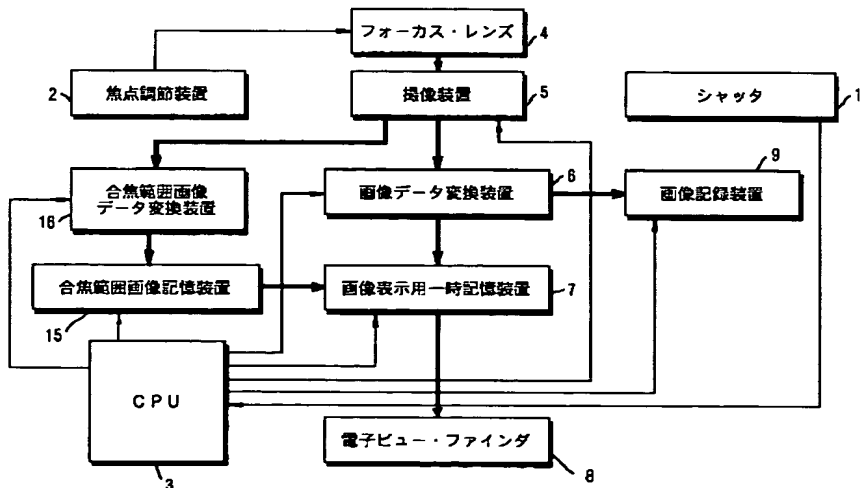 フォーカス・レンズ
4
2
焦点調節装置
撮像装置
5
シャッタ
1
9
合焦範囲画像
データ変換装置
16
画像データ変換装置
6
画像記録装置
合焦範囲画像記憶装置
15
画像表示用一時記憶装置
7
CPU
3
電子ビュー・ファインダ
8